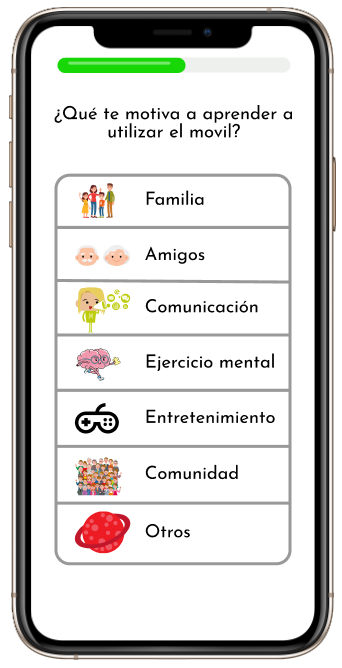 ¿Qué te motiva a aprender a
utilizar el movil?
Familia
Amigos
Comunicación
Ejercicio mental
Entretenimiento
Comunidad
Otros